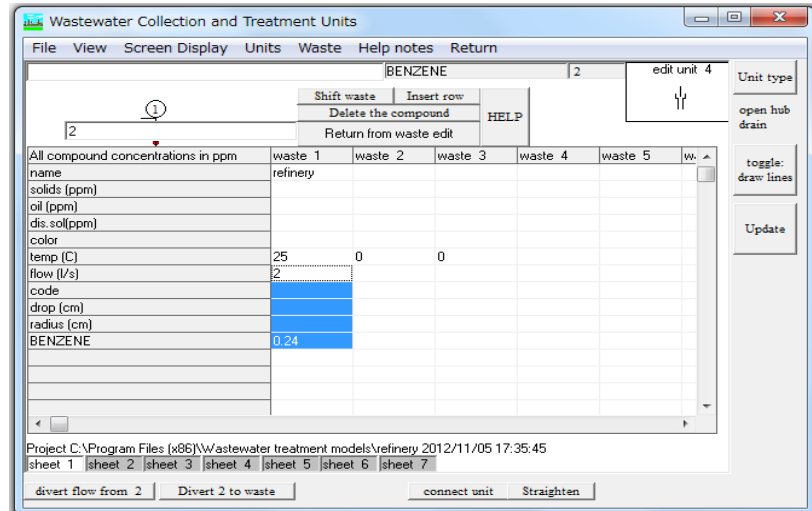 Wastewater Collection and Treatment Units
File View Screen Display Units Waste Help notes Return
BENZENE 2 edit unit 4 Unit type
Shift waste Insert row
Delete the compound HELP
Return from waste edit
1
2
open hub drain
toggle: draw lines
Update
All compound concentrations in ppm waste 1 waste 2 waste 3 waste 4 waste 5 w.
name refinery
solids (ppm)
oil (ppm)
dis.sol(ppm)
color
temp (C) 25 0 0
flow (l/s) 2
code
drop (cm)
radius (cm)
BENZENE 0.24
Project C:\Program Files (x86)\Wastewater treatment models\refinery 2012/11/05 17:35:45
sheet 1 sheet 2 sheet 3 sheet 4 sheet 5 sheet 6 sheet 7
divert flow from 2 Divert 2 to waste connect unit Straighten